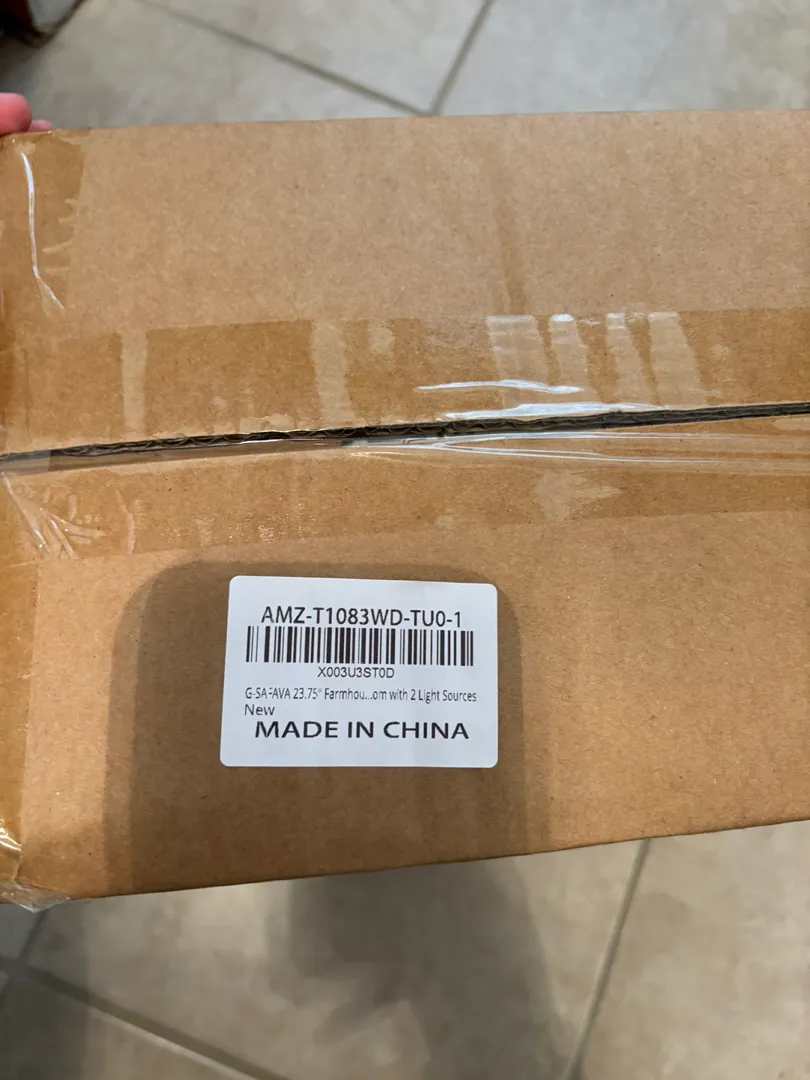 AMZ-T1083WD-TU0-1
X003U3ST0D
G-SAFAVA 23.75" Farmhou...om with 2 Light Sources
New
MADE IN CHINA